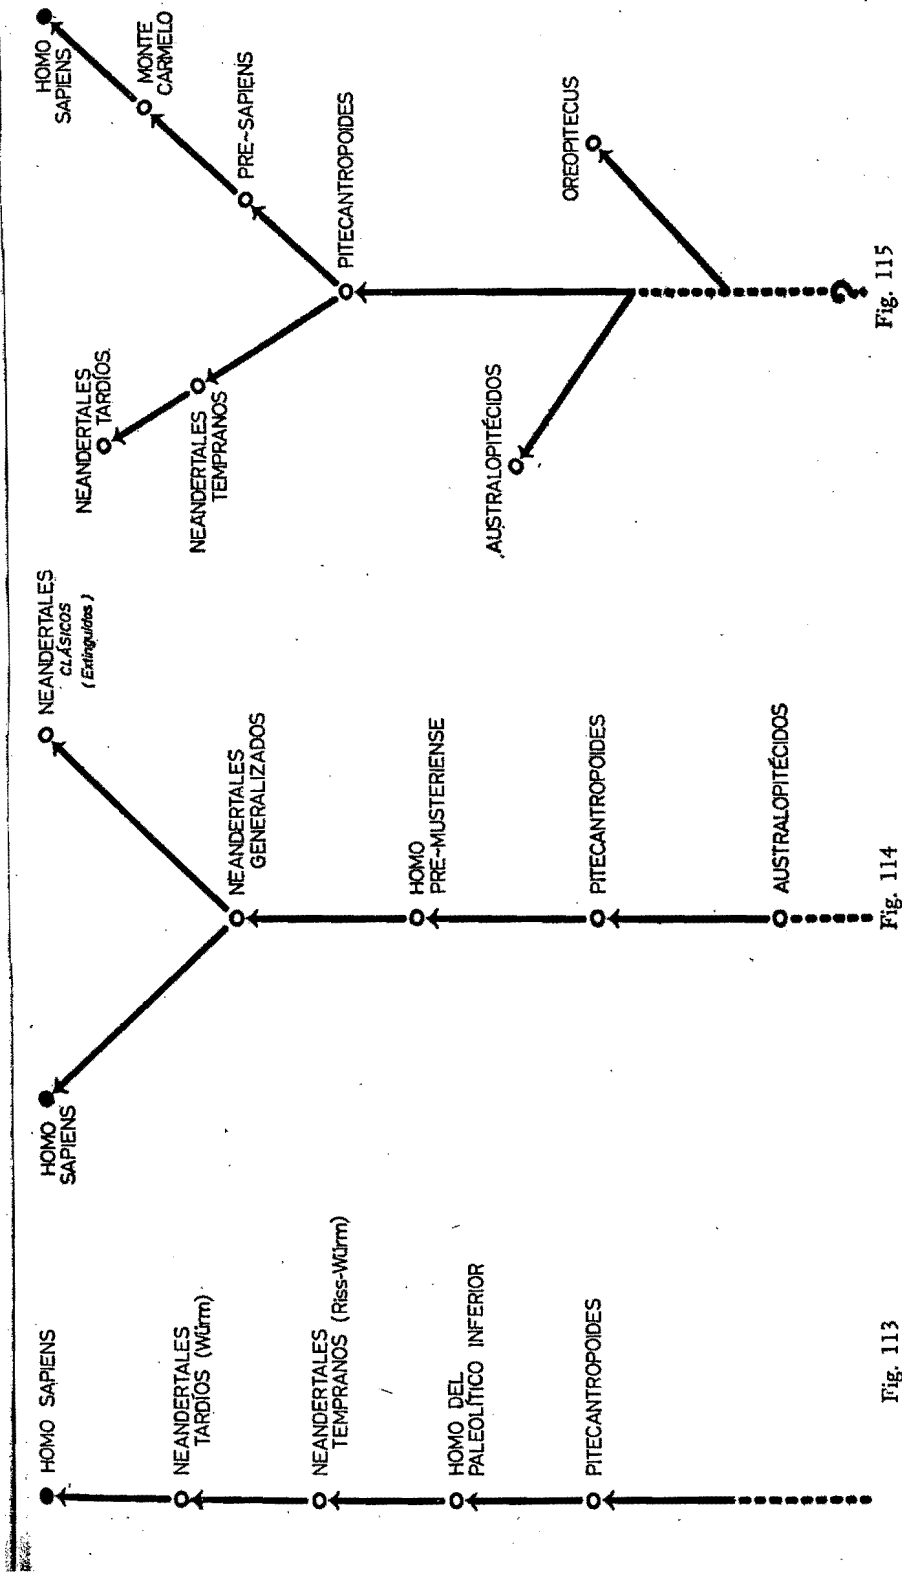 HOMO SAPIENS
NEANDERTALES
TARDÍOS (Würm)
NEANDERTALES
TEMPRANOS (Riss-Würm)
HOMO DEL
PALEOLÍTICO INFERIOR
PITECANTROPOIDES
Fig. 113
HOMO
SAPIENS
NEANDERTALES
CLÁSICOS
(Extinguidos)
NEANDERTALES
GENERALIZADOS
HOMO
PRE-MUSTERIENSE
PITECANTROPOIDES
AUSTRALOPITÉCIDOS
Fig. 114
HOMO
SAPIENS
MONTE
CARMELO
PRE-SAPIENS
NEANDERTALES
TARDÍOS.
NEANDERTALES
TEMPRANOS
PITECANTROPOIDES
OREOPITECUS
AUSTRALOPITÉCIDOS
?
Fig. 115